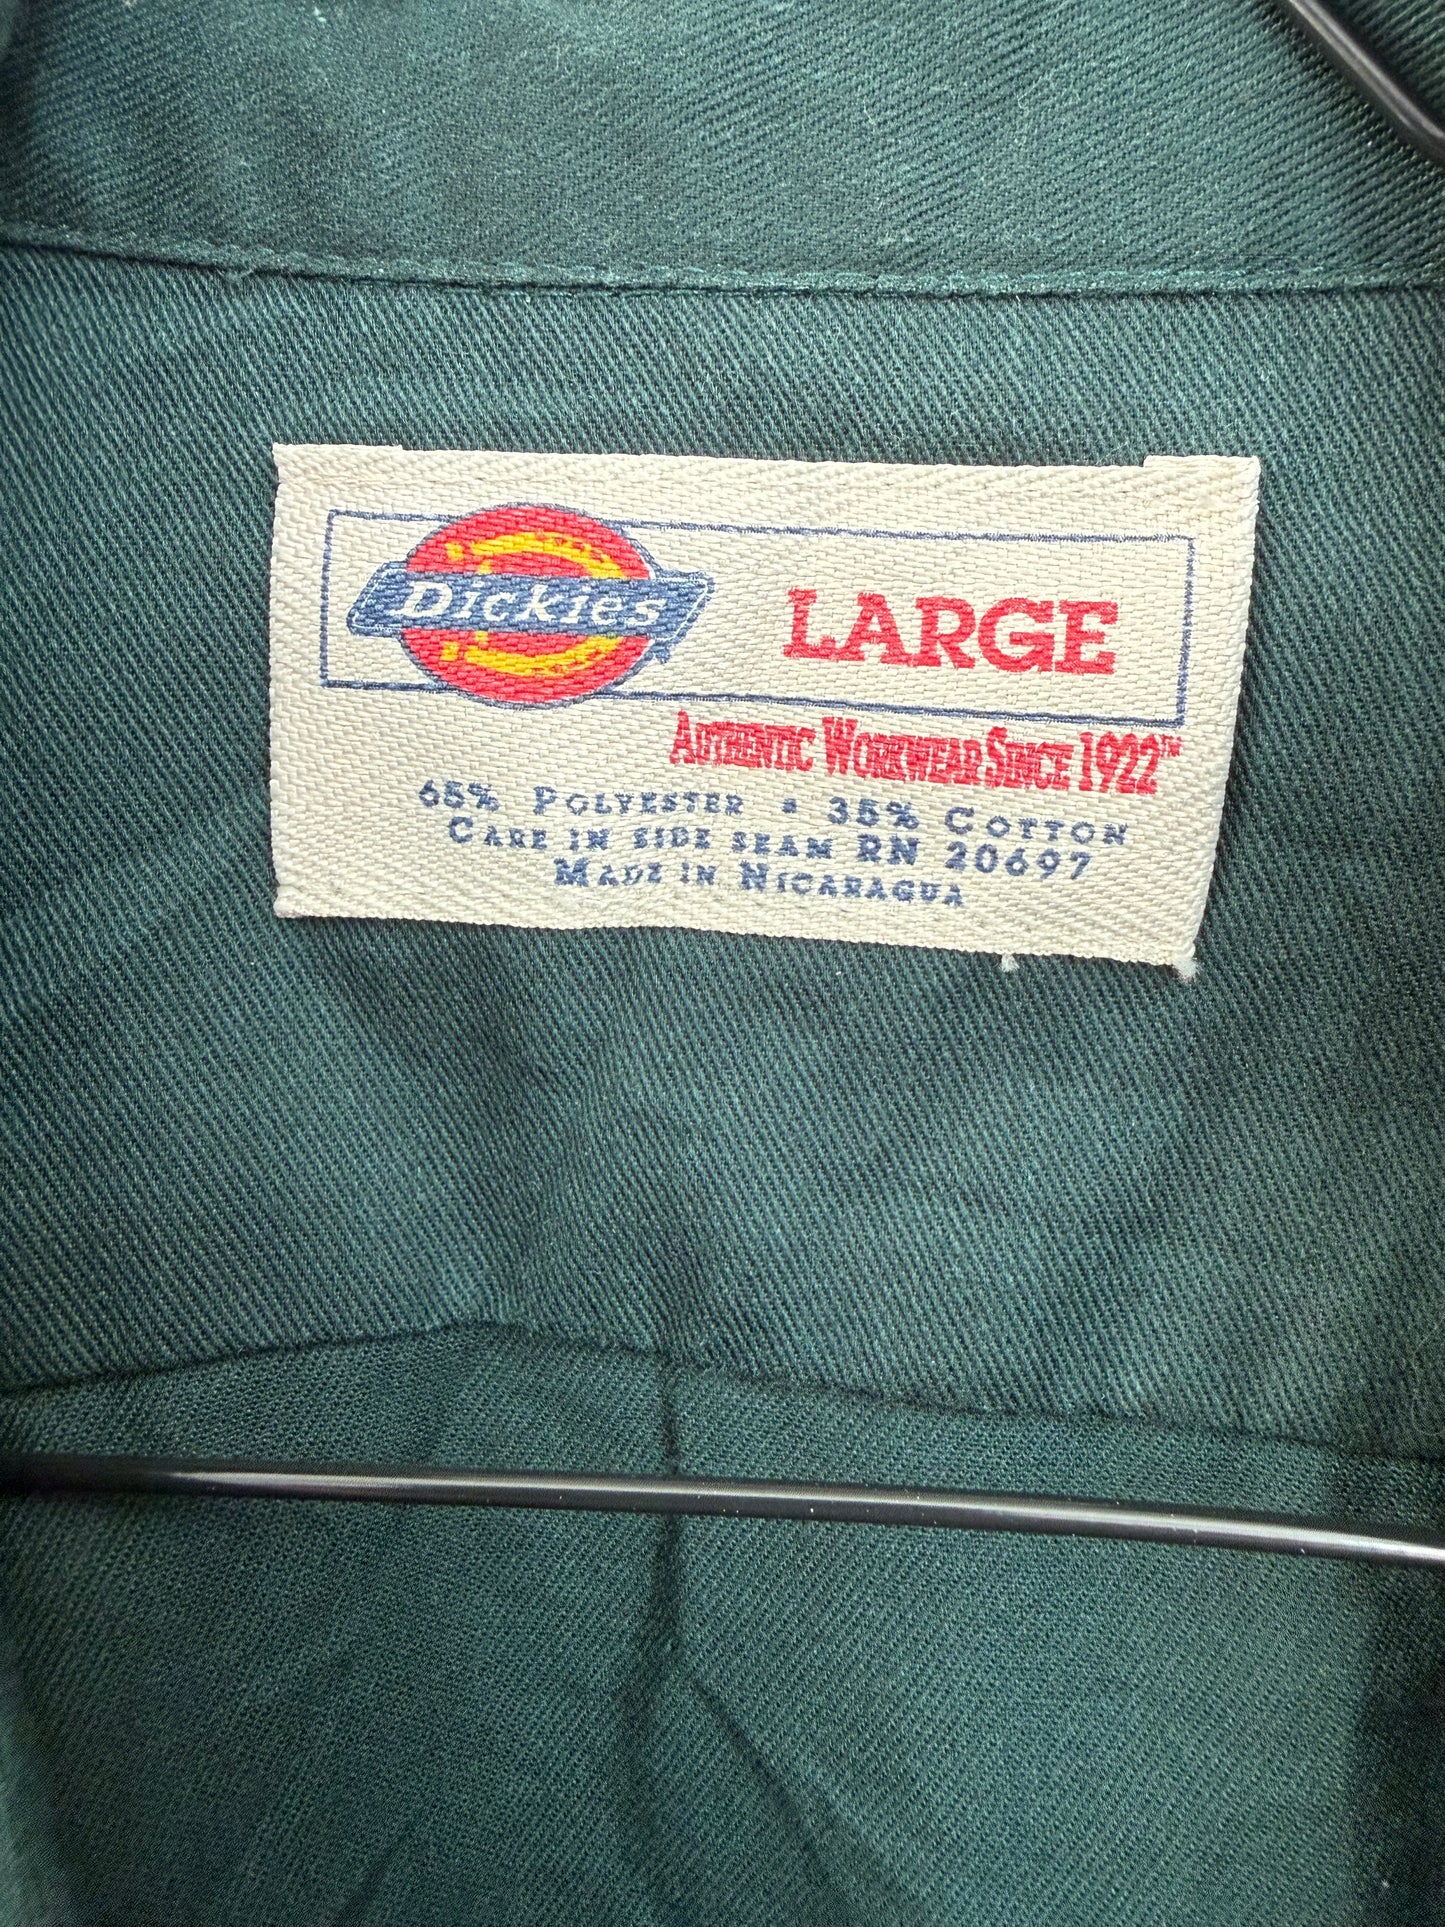 Dickies
LARGE
AUTHENTIC WORKWEAR SINCE 1922™
65% POLYESTER • 35% COTTON
CARE IN SIDE SEAM RN 20697
MADE IN NICARAGUA